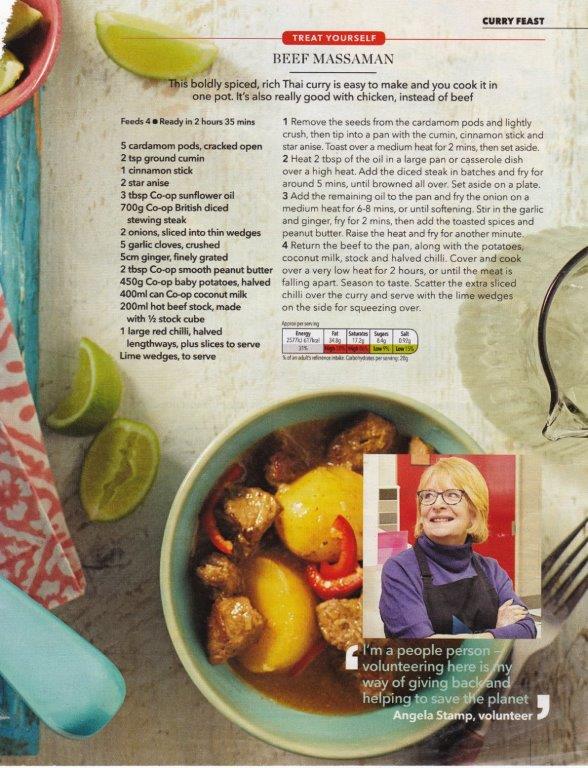 CURRY FEAST
TREAT YOURSELF
BEEF MASSAMAN
This boldly spiced, rich Thai curry is easy to make and you cook it in
one pot. It's also really good with chicken, instead of beef
Feeds 4 ● Ready in 2 hours 35 mins
5 cardamom pods, cracked open
2 tsp ground cumin
1 cinnamon stick
2 star anise
3 tbsp Co-op sunflower oil
700g Co-op British diced
stewing steak
2 onions, sliced into thin wedges
5 garlic cloves, crushed
5cm ginger, finely grated
2 tbsp Co-op smooth peanut butter
450g Co-op baby potatoes, halved
400ml can Co-op coconut milk
200ml hot beef stock, made
with ½ stock cube
1 large red chilli, halved
lengthways, plus slices to serve
Lime wedges, to serve
1 Remove the seeds from the cardamom pods and lightly
crush, then tip into a pan with the cumin, cinnamon stick and
star anise. Toast over a medium heat for 2 mins, then set aside.
2 Heat 2 tbsp of the oil in a large pan or casserole dish
over a high heat. Add the diced steak in batches and fry for
around 5 mins, until browned all over. Set aside on a plate.
3 Add the remaining oil to the pan and fry the onion on a
medium heat for 6-8 mins, or until softening. Stir in the garlic
and ginger, fry for 2 mins, then add the toasted spices and
peanut butter. Raise the heat and fry for another minute.
4 Return the beef to the pan, along with the potatoes,
coconut milk, stock and halved chilli. Cover and cook
over a very low heat for 2 hours, or until the meat is
falling apart. Season to taste. Scatter the extra sliced
chilli over the curry and serve with the lime wedges
on the side for squeezing over.
Approx per serving
Energy Fat Saturates Sugars Salt
2577kJ 617kcal 34.8g 17.2g 8.4g 0.92g
31% High High Low 9% Low 15%
% of an adult's reference intake. Carbohydrates per serving: 20g
‘I'm a people person –
volunteering here is my
way of giving back and
helping to save the planet’
Angela Stamp, volunteer